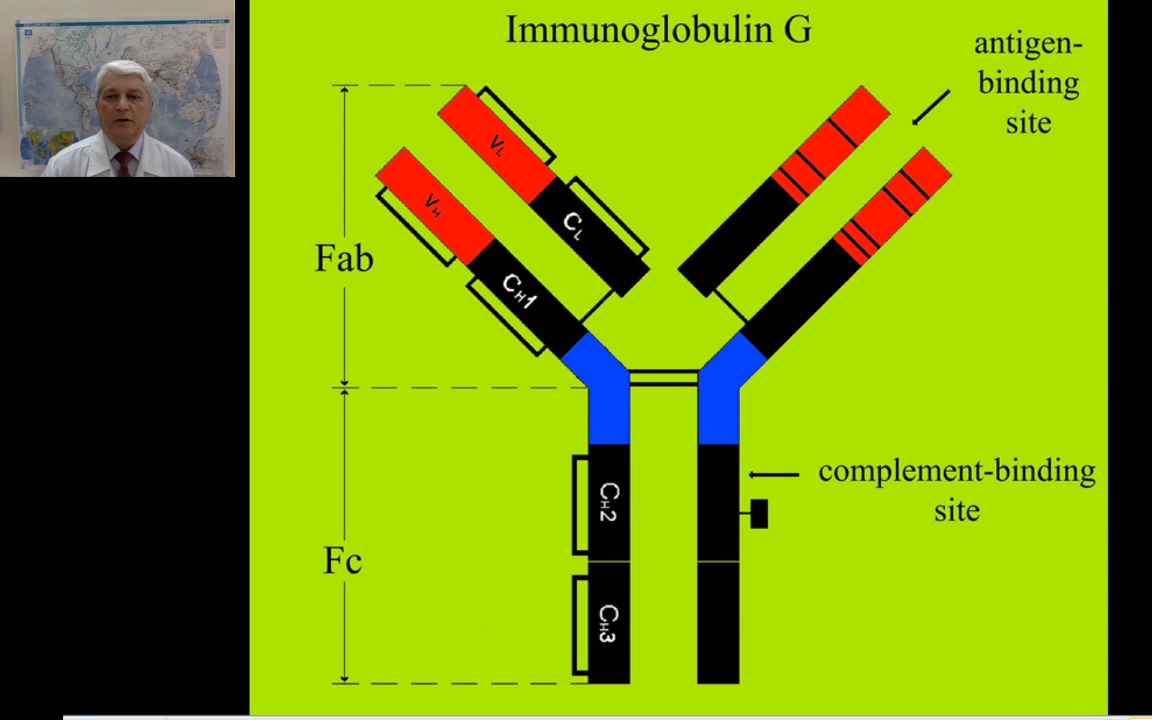 Immunoglobulin G
antigen-
binding
site
VL
VH
CL
CH1
Fab
complement-binding
site
CH2
Fc
CH3